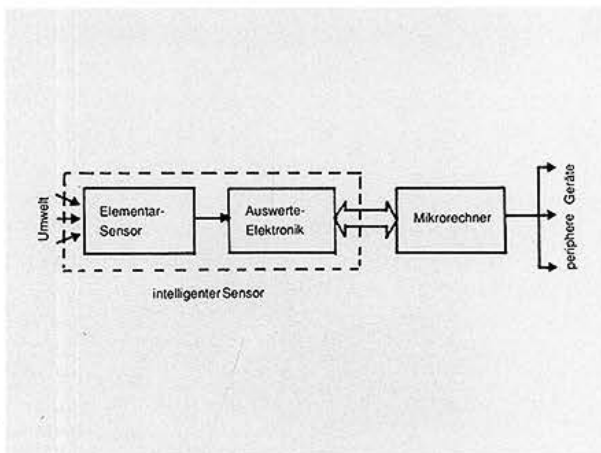 Umwelt
Elementar-
Sensor
Auswerte-
Elektronik
Mikrorechner
periphere Geräte
intelligenter Sensor